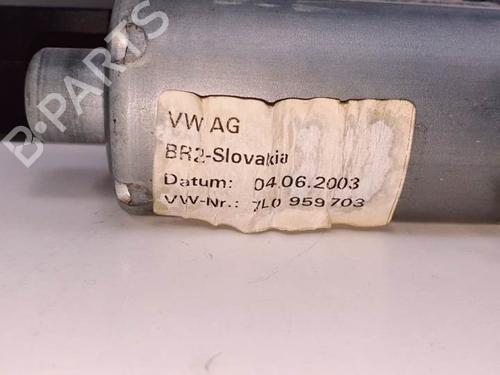 B-PARTS
VW AG
BR2-Slovakia
Datum: 04.06.2003
VW-Nr.: 7L0 959 703